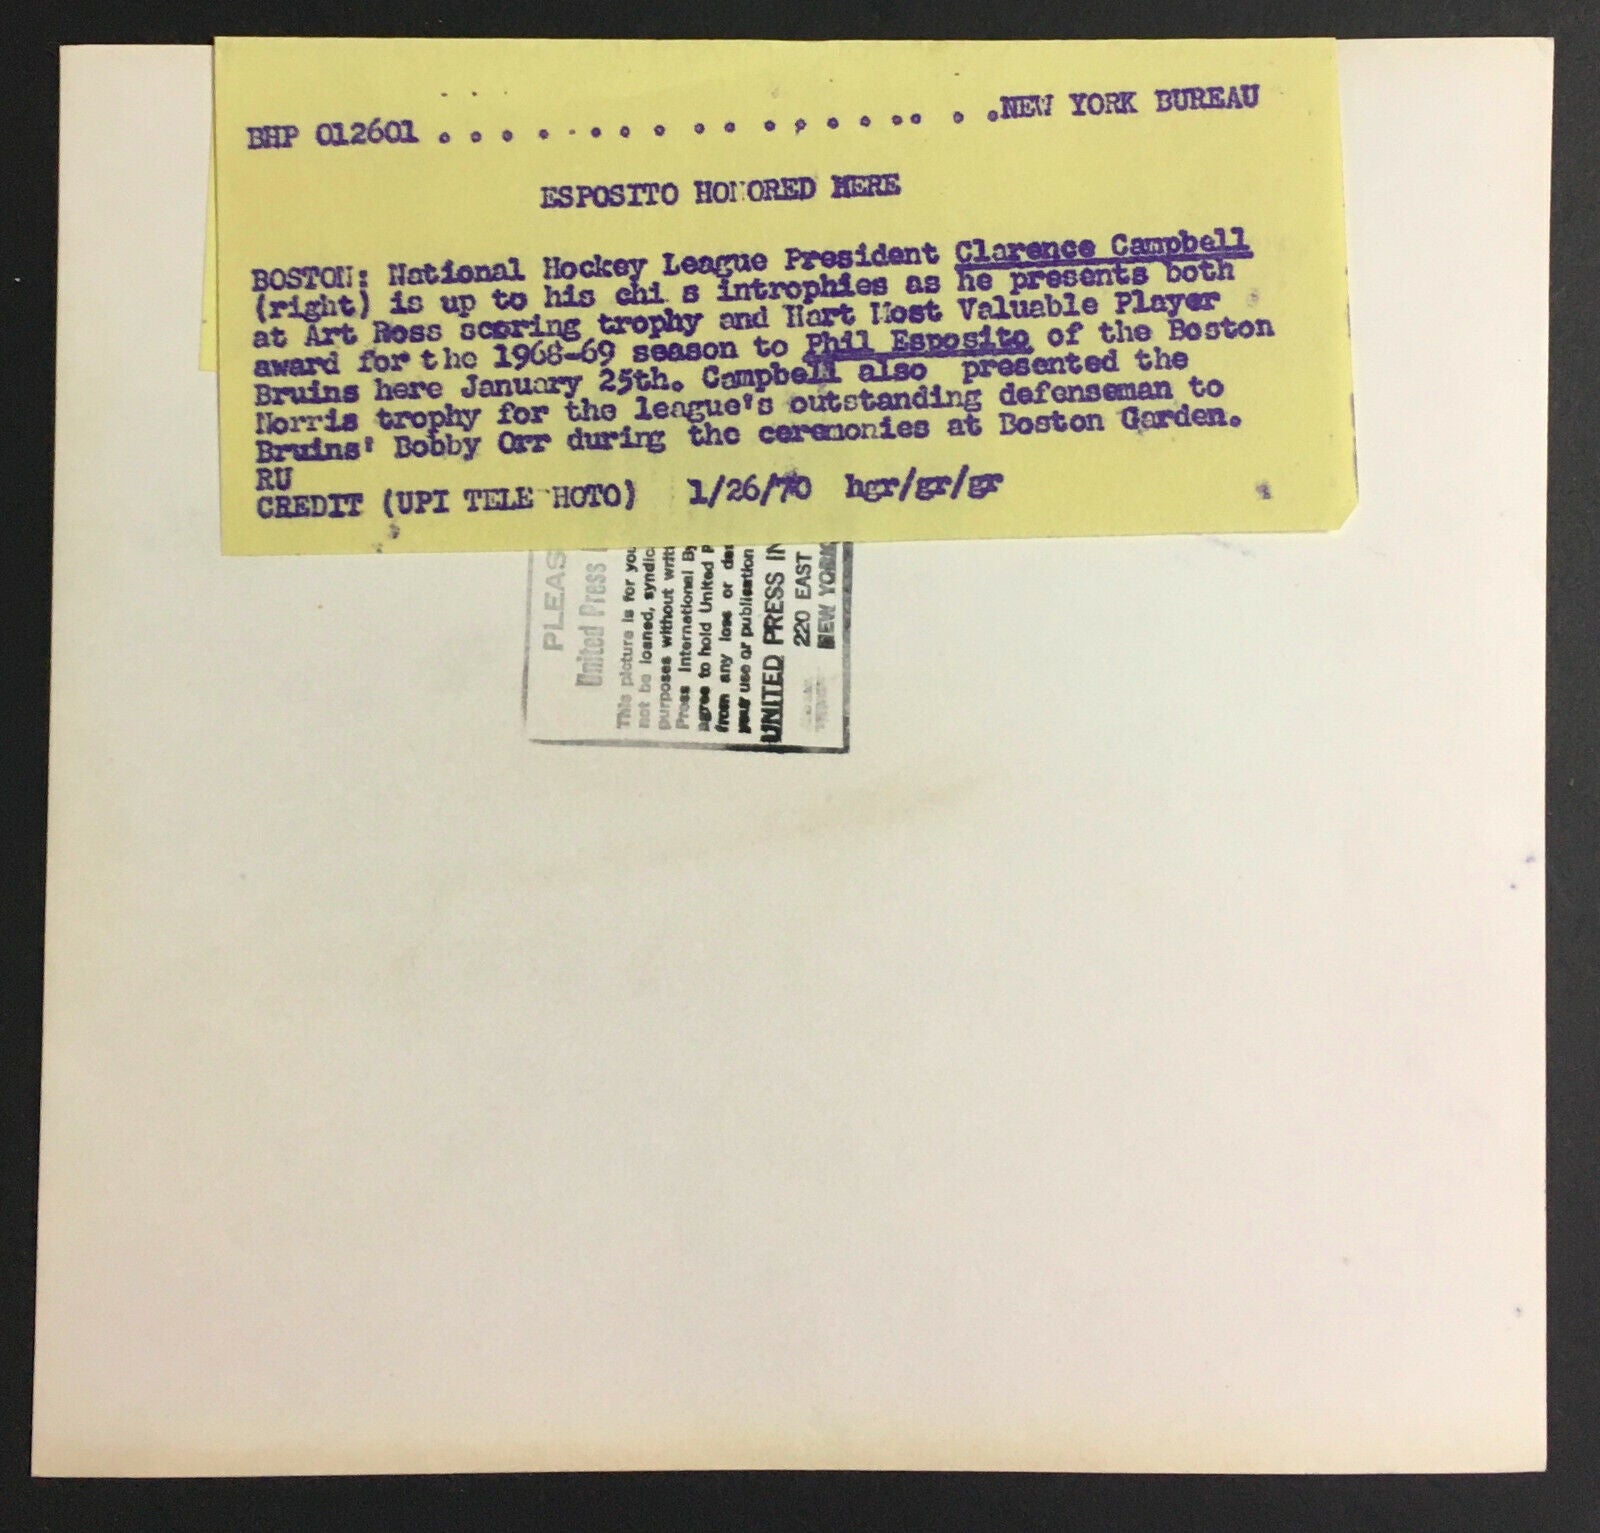 BHP 012601 . . . . . . . . . . . . . . . . . .NEW YORK BUREAU
ESPOSITO HONORED HERE
BOSTON: National Hockey League President Clarence Campbell
(right) is up to his chi s introphies as he presents both
at Art Ross scoring trophy and Hart Most Valuable Player
award for the 1968-69 season to Phil Esposito of the Boston
Bruins here January 25th. Campbell also presented the
Norris trophy for the league's outstanding defenseman to
Bruins' Bobby Orr during the ceremonies at Boston Garden.
RU
CREDIT (UPI TELE HOTO) 1/26/70 hgr/gr/gr
PLEAS
United Press
This picture is for you
not be loaned, syndic
purposes without writ
Press International By
agree to hold United P
from any loss or da
your use or publication
UNITED PRESS IN
220 EAST
NEW YORK